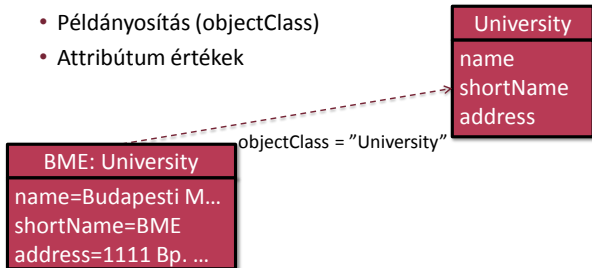 • Példányosítás (objectClass)
• Attribútum értékek
University
name
shortName
address
objectClass = ”University”
BME: University
name=Budapesti M...
shortName=BME
address=1111 Bp. ...